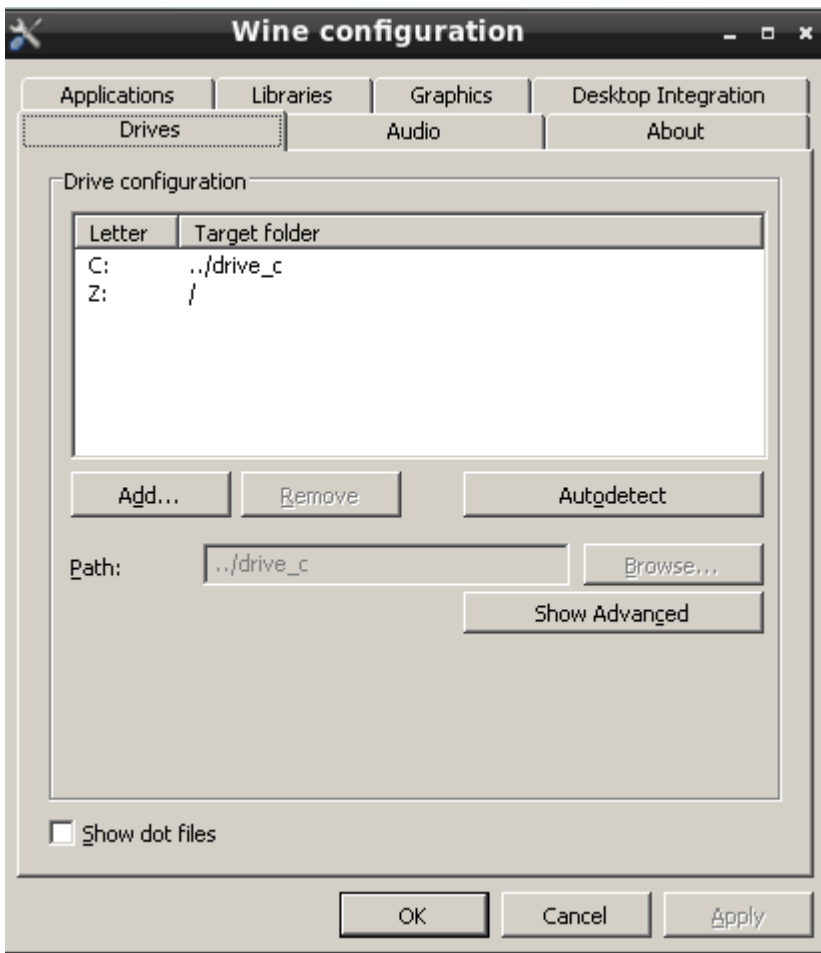 Wine configuration
Applications Libraries Graphics Desktop Integration
Drives Audio About
Drive configuration
Letter Target folder
C: ../drive_c
Z: /
Add... Remove Autodetect
Path: ../drive_c Browse...
Show Advanced
Show dot files
OK Cancel Apply